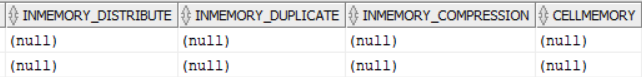 INMEMORY_DISTRIBUTE INMEMORY_DUPLICATE INMEMORY_COMPRESSION CELLMEMORY
(null) (null) (null) (null)
(null) (null) (null) (null)